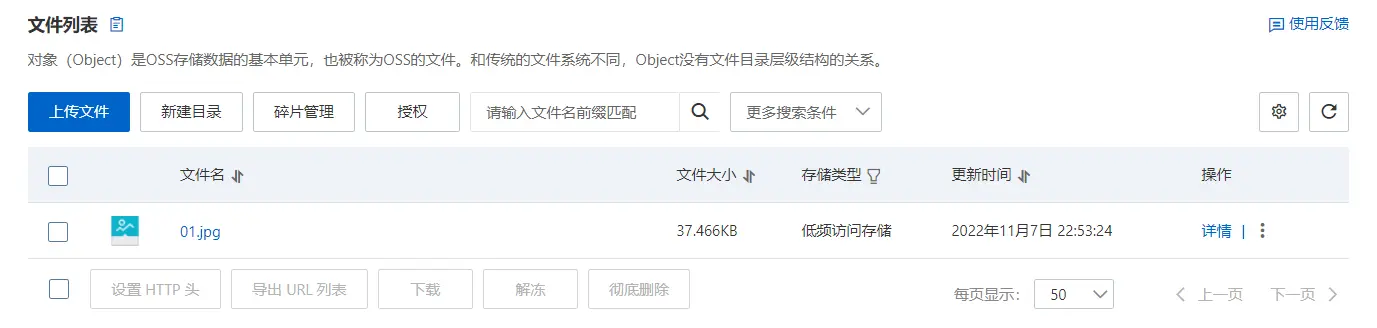 文件列表 使用反馈
对象（Object）是OSS存储数据的基本单元，也被称为OSS的文件。和传统的文件系统不同，Object没有文件目录层级结构的关系。
上传文件 新建目录 碎片管理 授权 请输入文件名前缀匹配 更多搜索条件
文件名 文件大小 存储类型 更新时间 操作
01.jpg 37.466KB 低频访问存储 2022年11月7日 22:53:24 详情 |
设置 HTTP 头 导出 URL 列表 下载 解冻 彻底删除 每页显示： 50 上一页 下一页